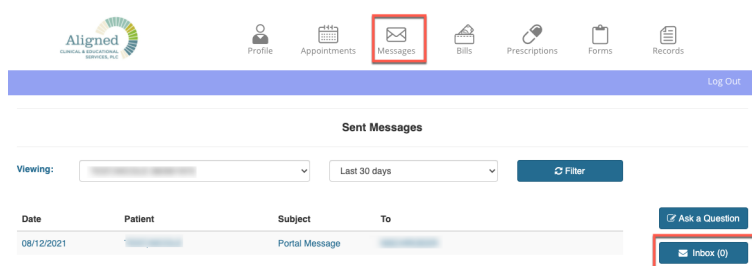 Aligned
CLINICAL & EDUCATIONAL
SERVICES, PLC
Profile Appointments Messages Bills Prescriptions Forms Records
Log Out
Sent Messages
Viewing: Last 30 days Filter
Date Patient Subject To Ask a Question
08/12/2021 Portal Message
Inbox (0)